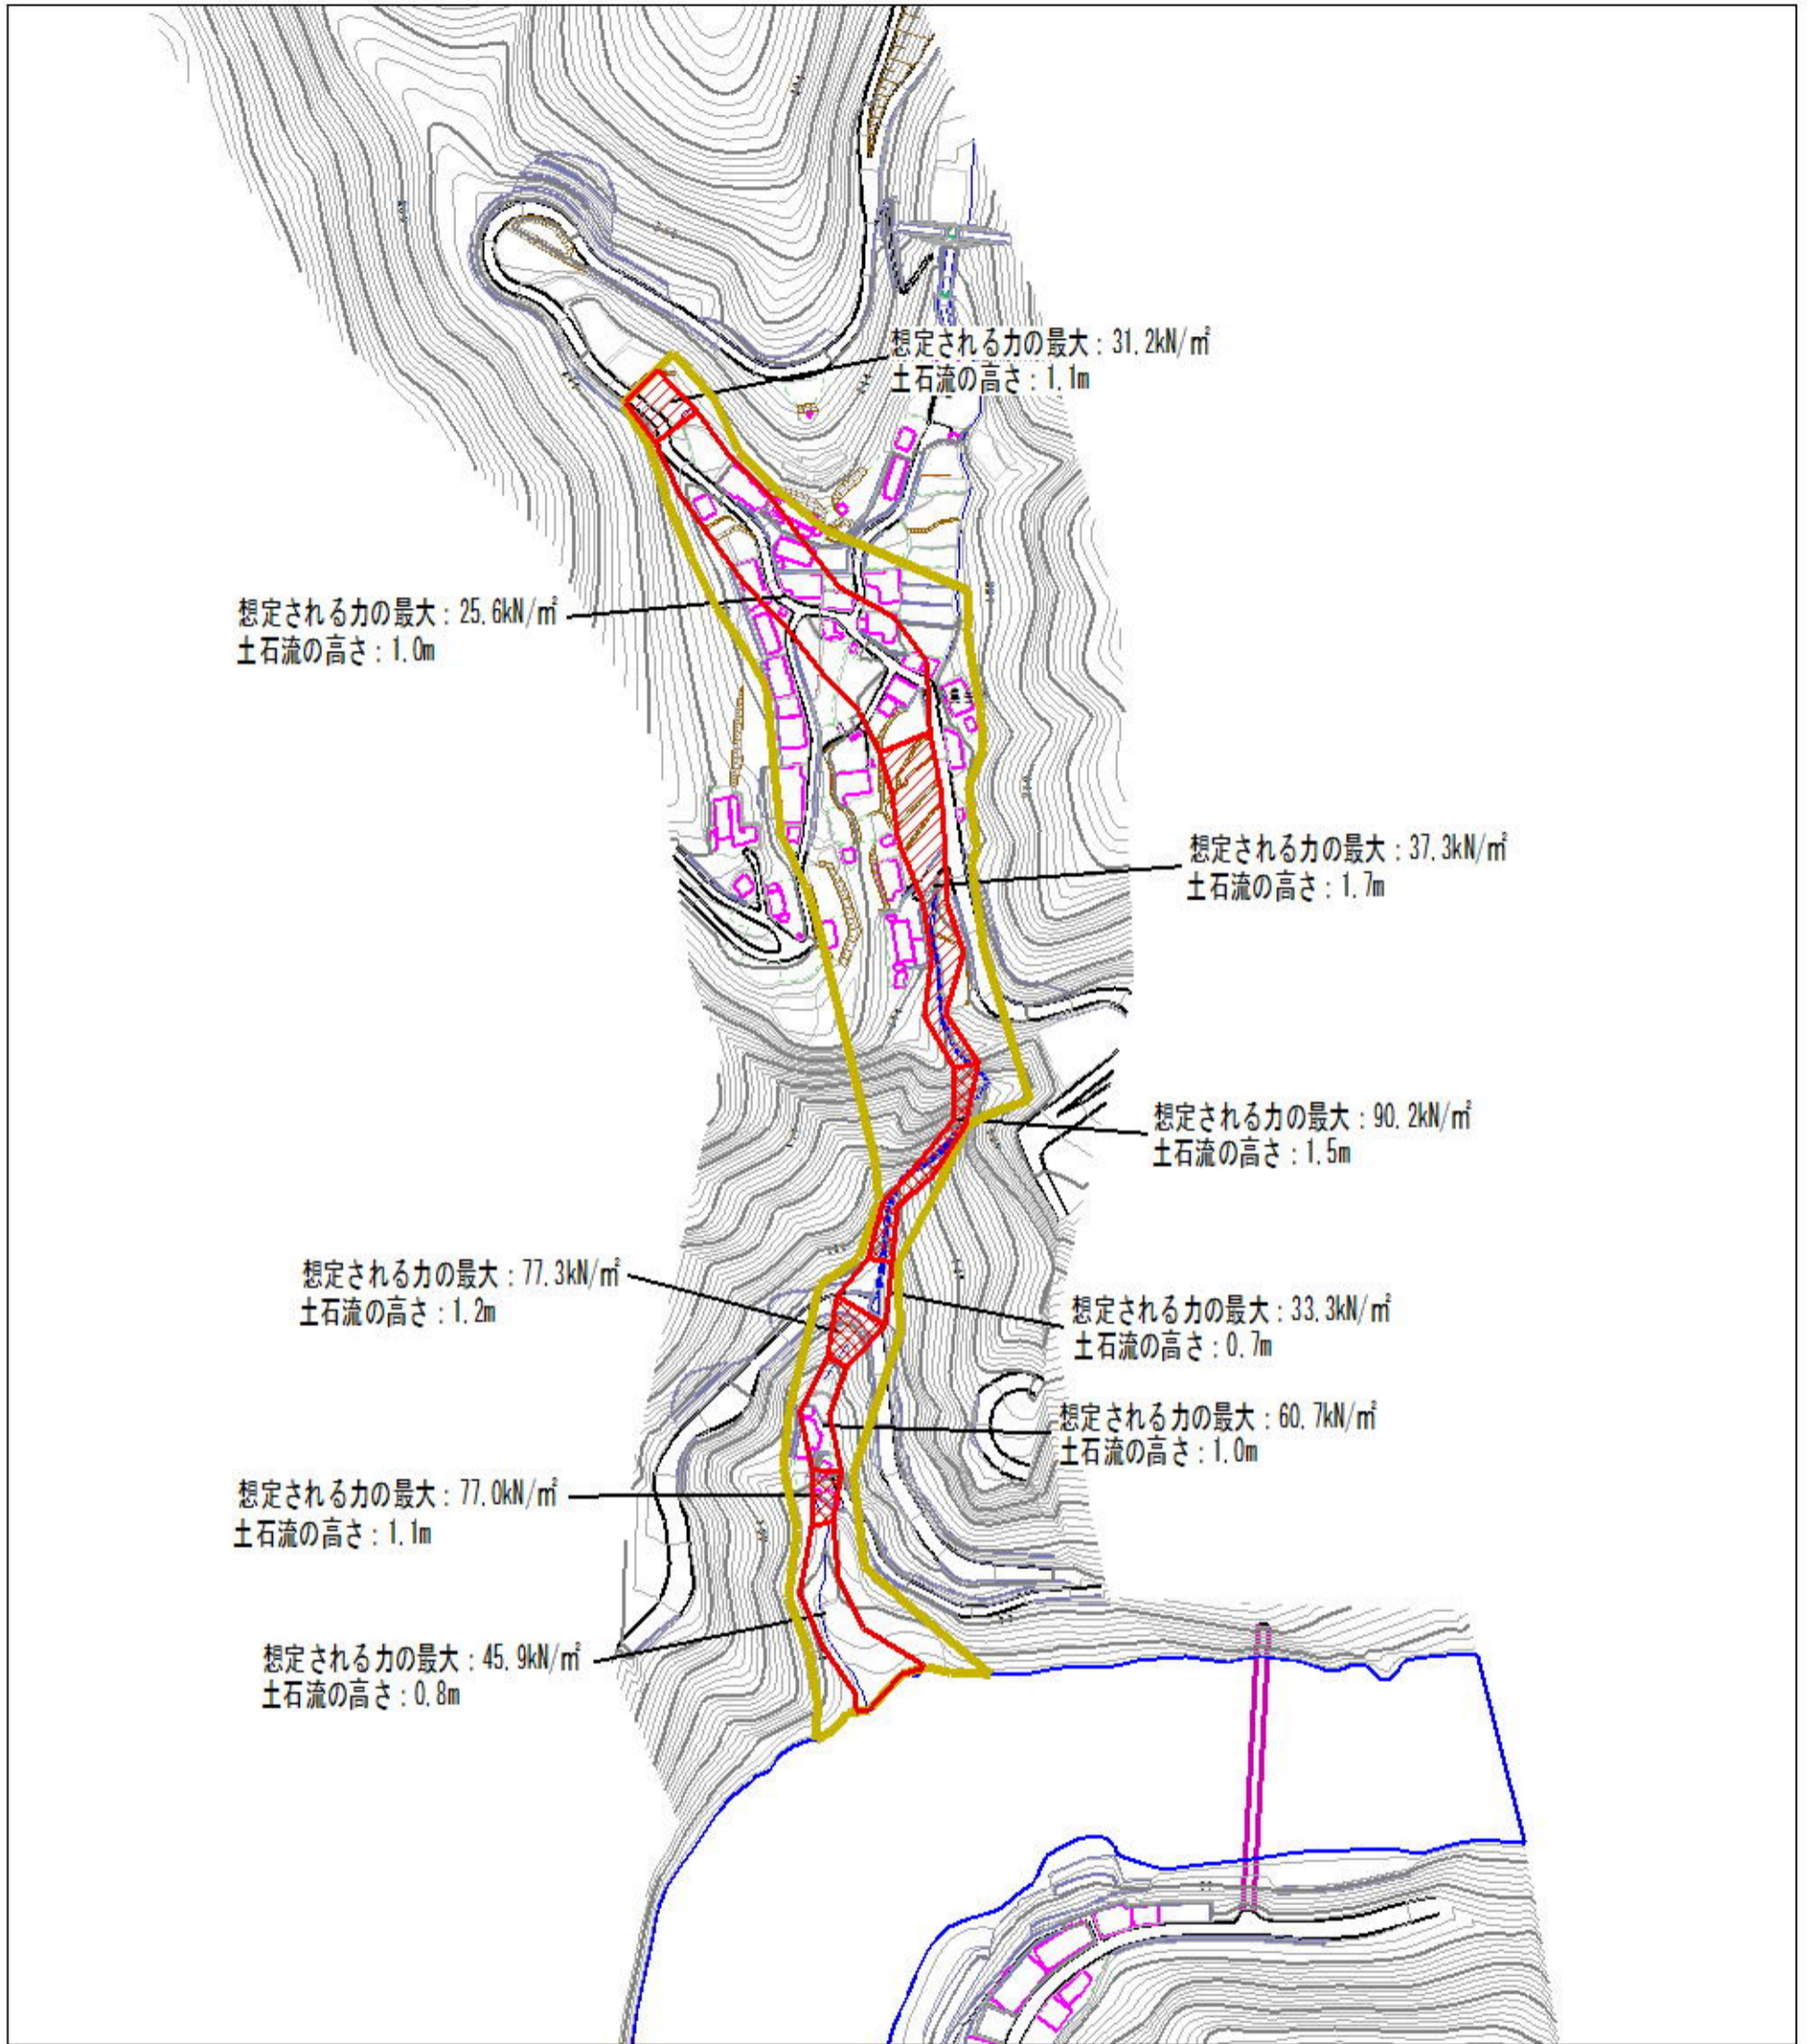 想定される力の最大：31.2kN/㎡
土石流の高さ：1.1m
想定される力の最大：25.6kN/㎡
土石流の高さ：1.0m
想定される力の最大：37.3kN/㎡
土石流の高さ：1.7m
想定される力の最大：90.2kN/㎡
土石流の高さ：1.5m
想定される力の最大：77.3kN/㎡
土石流の高さ：1.2m
想定される力の最大：33.3kN/㎡
土石流の高さ：0.7m
想定される力の最大：60.7kN/㎡
土石流の高さ：1.0m
想定される力の最大：77.0kN/㎡
土石流の高さ：1.1m
想定される力の最大：45.9kN/㎡
土石流の高さ：0.8m